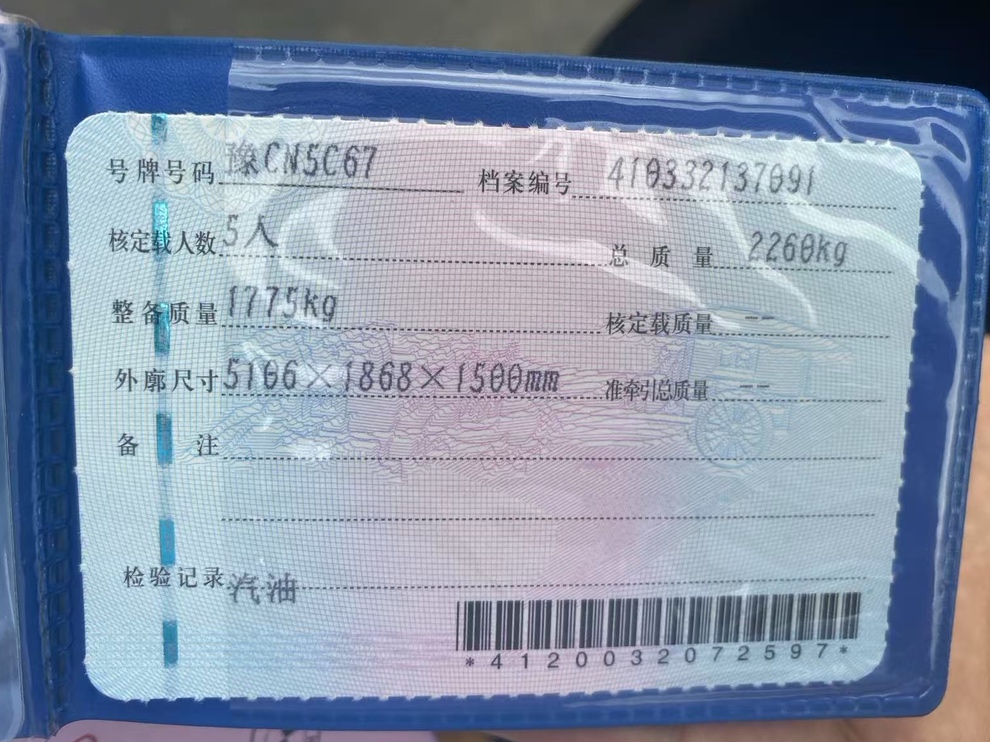 号牌号码 豫CN5C67 档案编号 410332137091
核定载人数 5人 总质量 2260kg
整备质量 1775kg 核定载质量 --
外廓尺寸 5106×1868×1500mm 准牵引总质量 --
备注
检验记录 汽油
*4120032072597*